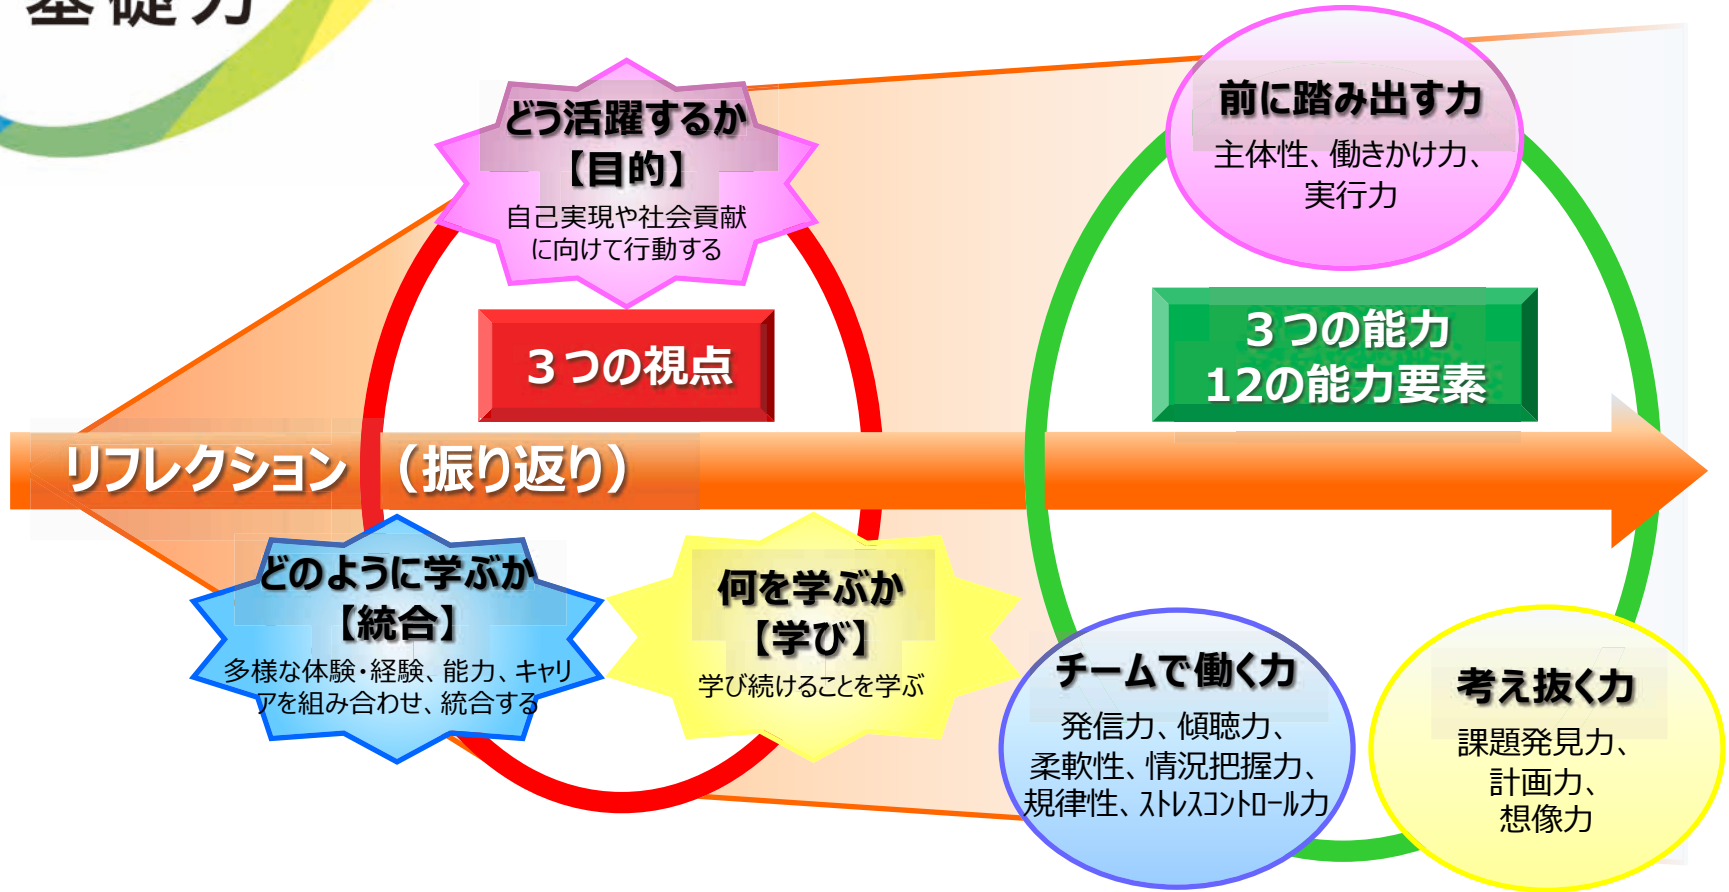 基礎力
どう活躍するか
【目的】
自己実現や社会貢献
に向けて行動する
３つの視点
リフレクション （振り返り）
どのように学ぶか
【統合】
多様な体験・経験、能力、キャリ
アを組み合わせ、統合する
何を学ぶか
【学び】
学び続けることを学ぶ
前に踏み出す力
主体性、働きかけ力、
実行力
３つの能力
12の能力要素
チームで働く力
発信力、傾聴力、
柔軟性、情況把握力、
規律性、ｽﾄﾚｽｺﾝﾄﾛｰﾙ力
考え抜く力
課題発見力、
計画力、
想像力